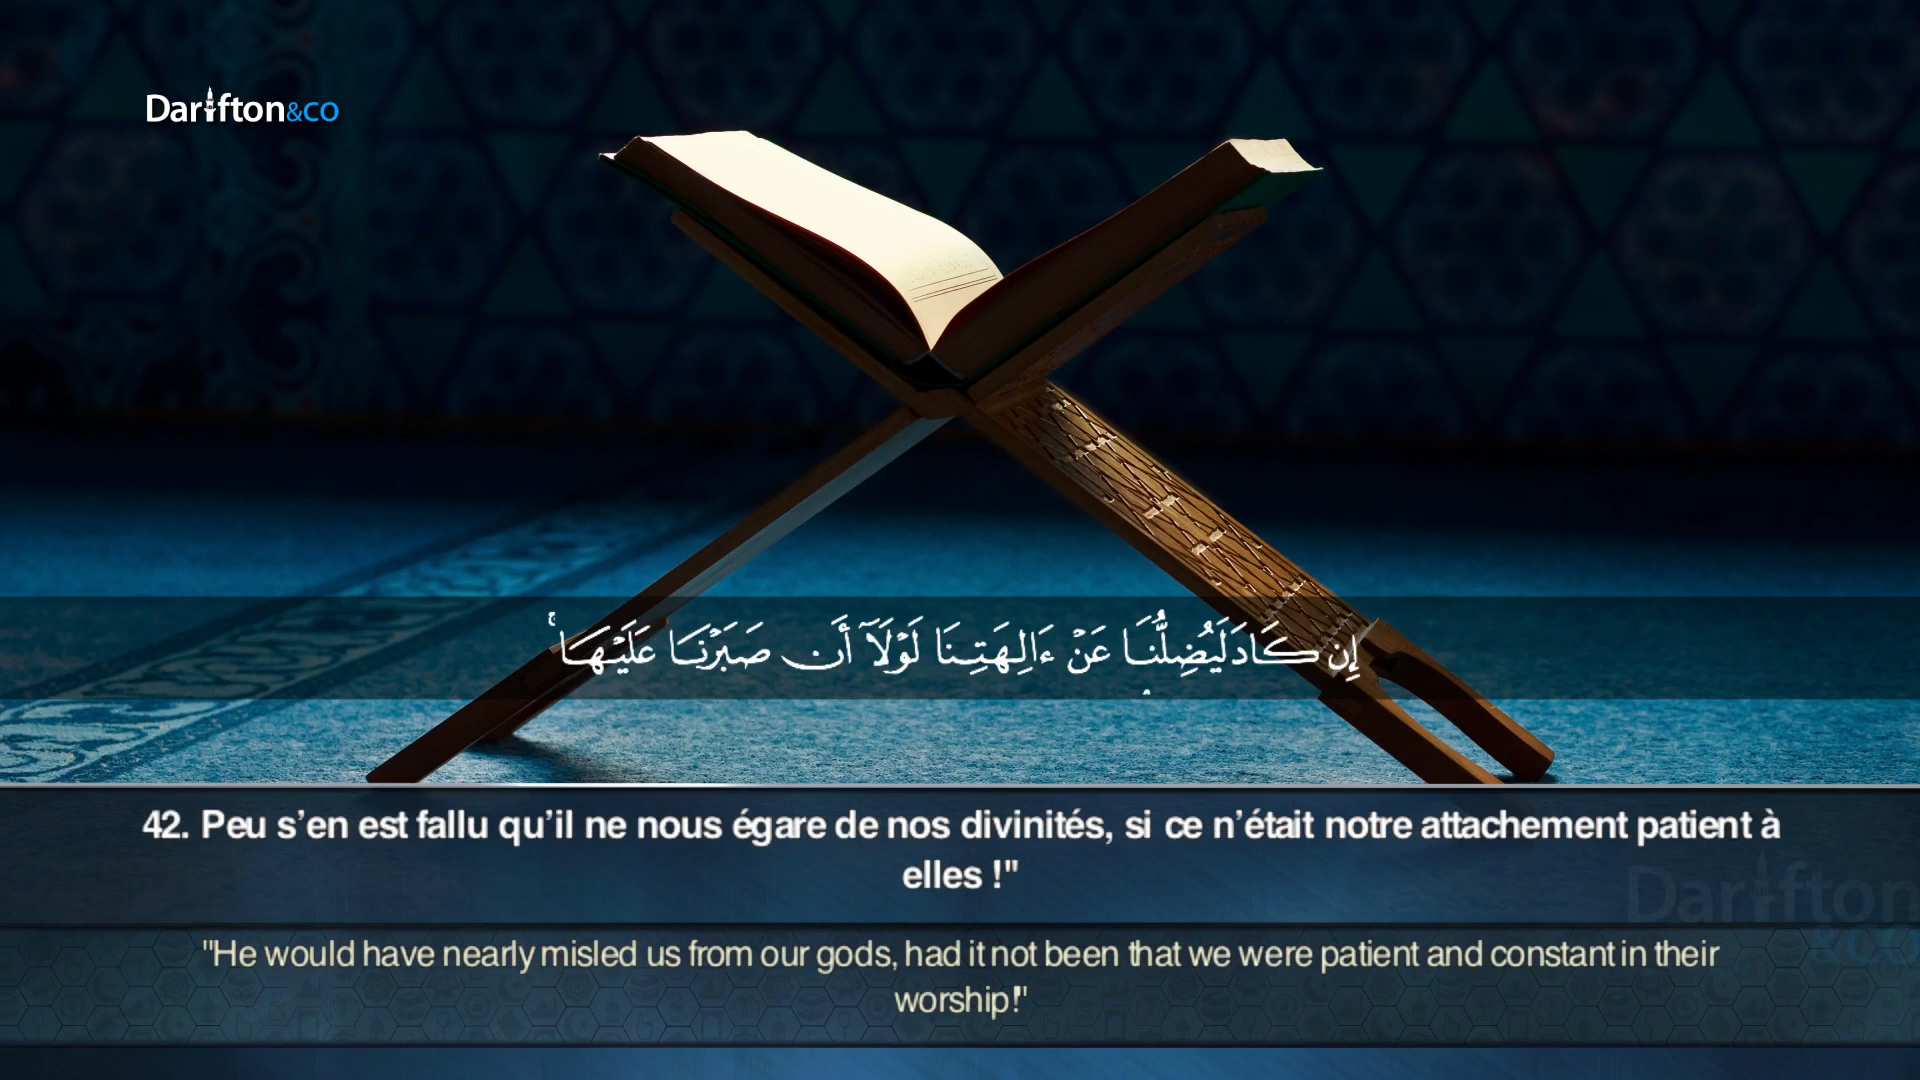 Darifton&co
إِن كَادَ لَيُضِلُّنَا عَنْ ءَالِهَتِنَا لَوْلَآ أَن صَبَرْنَا عَلَيْهَا ۚ
42. Peu s’en est fallu qu’il ne nous égare de nos divinités, si ce n’était notre attachement patient à
elles !"
Darifton
&co
"He would have nearly misled us from our gods, had it not been that we were patient and constant in their
worship!"